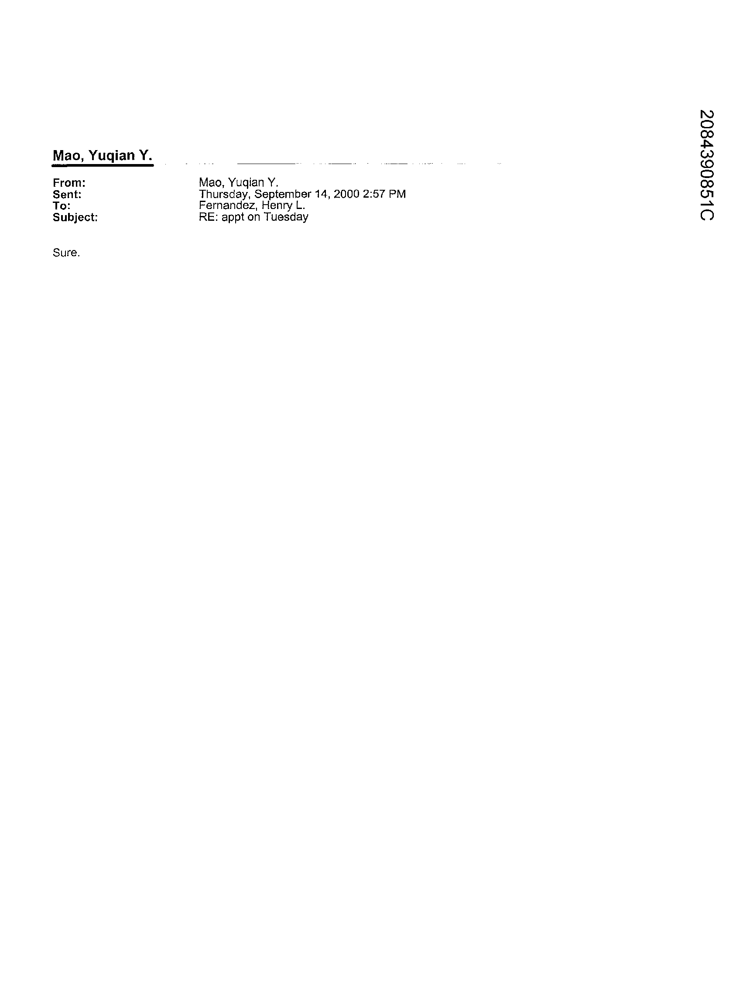 Mao, Yuqian Y.
From: Mao, Yuqian Y.
Sent: Thursday, September 14, 2000 2:57 PM
To: Fernandez, Henry L.
Subject: RE: appt on Tuesday
Sure.
2084390851C